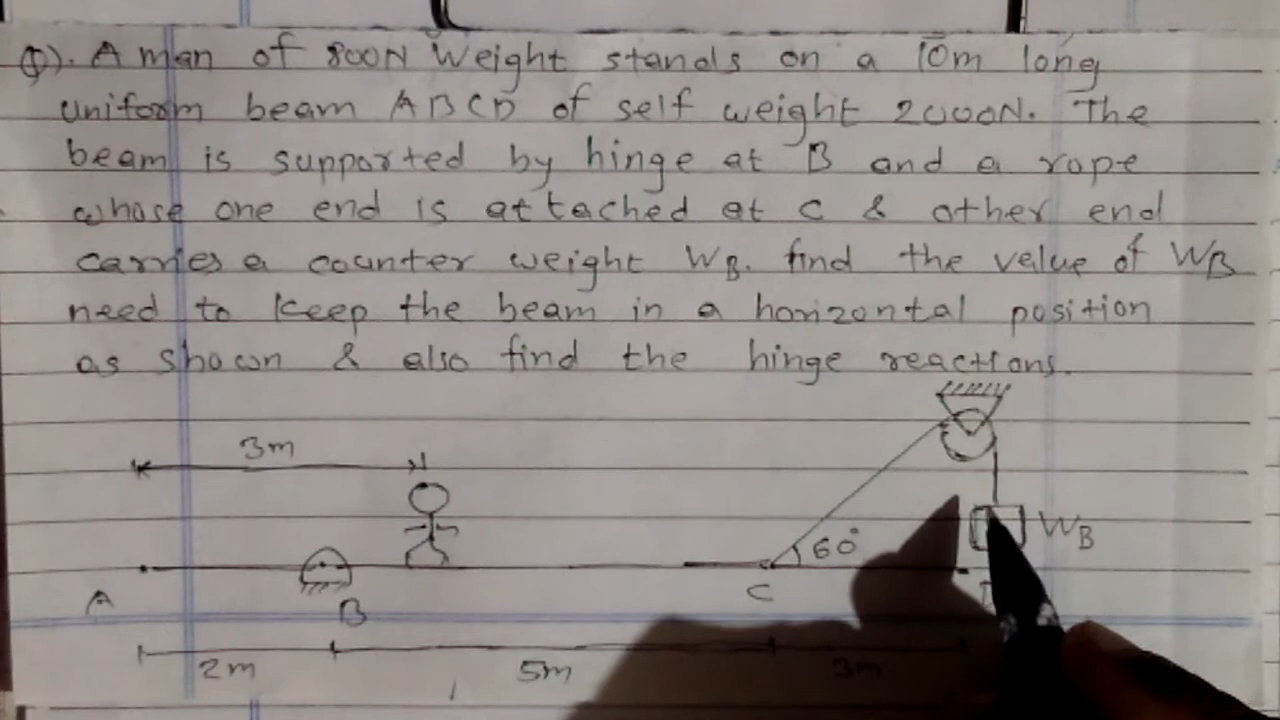 Q). A man of 800N Weight stands on a 10m long
uniform beam ABCD of self weight 2000N. The
beam is supported by hinge at B and a rope
whose one end is attached at C & other end
carries a counter weight WB. find the value of WB
need to keep the beam in a horizontal position
as shown & also find the hinge reactions.
3m
60°
WB
A
B
C
2m
5m
3m